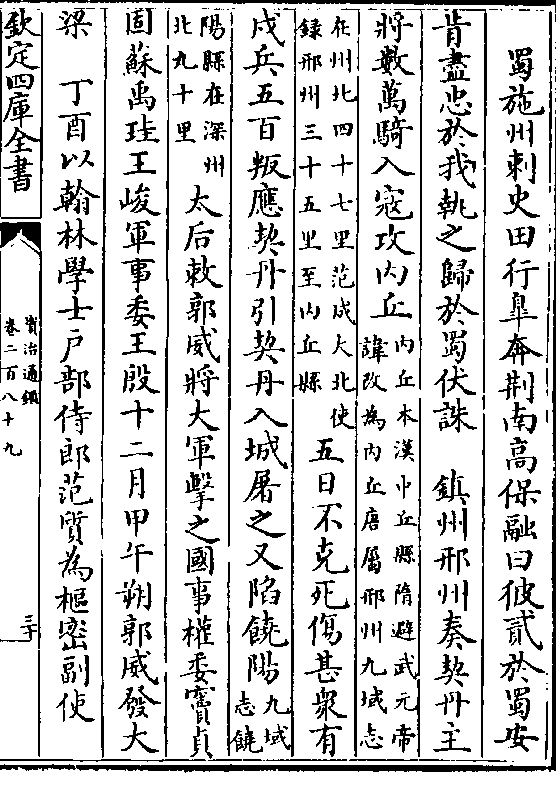 蜀施州刺史田行臯奔荆南高保融曰彼貳於蜀安
肯盡忠於我執之歸於蜀伏誅　鎮州邢州奏契丹主
將數萬騎入寇攻内丘内丘本漢中丘縣隋避武元帝
諱改為内丘唐屬邢州九域志
在州北四十七里范成大北使
録邢州三十五里至内丘縣五日不克死傷甚衆有
戍兵五百叛應契丹引契丹入城屠之又陷饒陽九域
志饒
陽縣在深州
北九十里太后敕郭威將大軍擊之國事權委竇貞
固蘇禹珪王峻軍事委王殷十二月甲午朔郭威發大
梁　丁酉以翰林學士戸部侍郎范質為樞密副使
欽定四庫全書
資治通鑑
卷二百八十九
三十